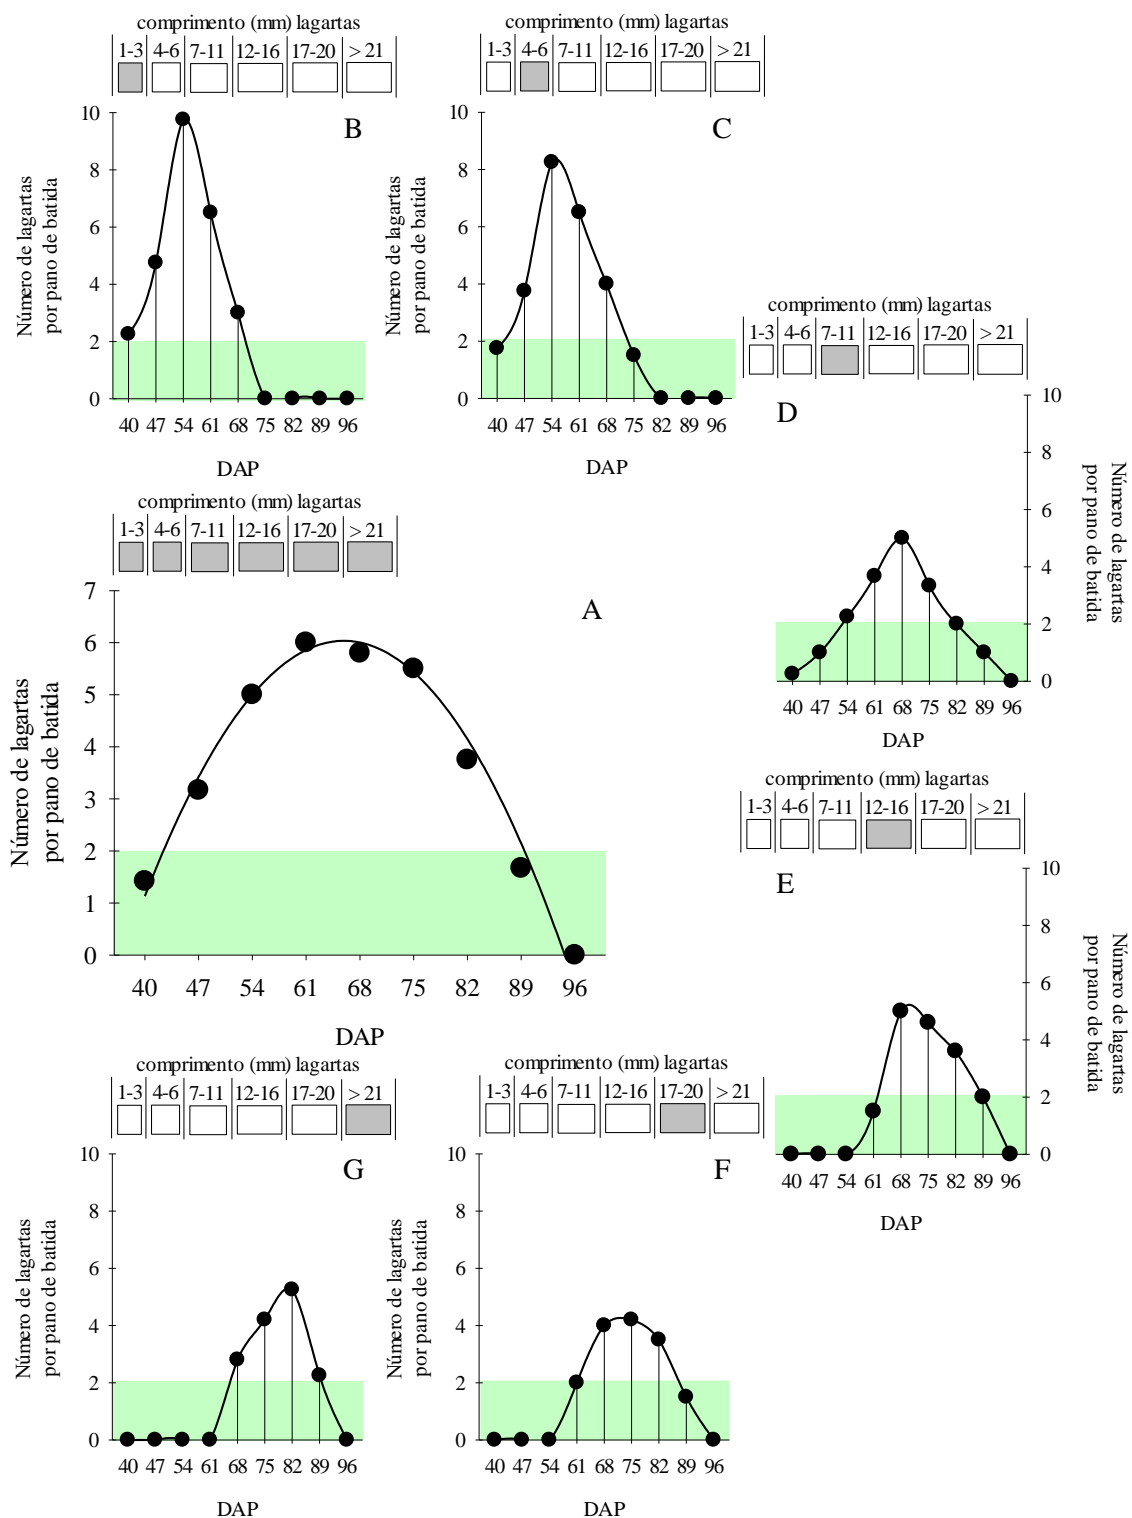 comprimento (mm) lagartas
1-3 4-6 7-11 12-16 17-20 > 21
B
Número de lagartas
por pano de batida
10
8
6
4
2
0
40 47 54 61 68 75 82 89 96
DAP
comprimento (mm) lagartas
1-3 4-6 7-11 12-16 17-20 > 21
C
Número de lagartas
por pano de batida
10
8
6
4
2
0
40 47 54 61 68 75 82 89 96
DAP
comprimento (mm) lagartas
1-3 4-6 7-11 12-16 17-20 > 21
D
Número de lagartas
por pano de batida
10
8
6
4
2
0
40 47 54 61 68 75 82 89 96
DAP
comprimento (mm) lagartas
1-3 4-6 7-11 12-16 17-20 > 21
A
Número de lagartas
por pano de batida
7
6
5
4
3
2
1
0
40 47 54 61 68 75 82 89 96
DAP
comprimento (mm) lagartas
1-3 4-6 7-11 12-16 17-20 > 21
E
Número de lagartas
por pano de batida
10
8
6
4
2
0
40 47 54 61 68 75 82 89 96
DAP
comprimento (mm) lagartas
1-3 4-6 7-11 12-16 17-20 > 21
G
Número de lagartas
por pano de batida
10
8
6
4
2
0
40 47 54 61 68 75 82 89 96
DAP
comprimento (mm) lagartas
1-3 4-6 7-11 12-16 17-20 > 21
F
Número de lagartas
por pano de batida
10
8
6
4
2
0
40 47 54 61 68 75 82 89 96
DAP